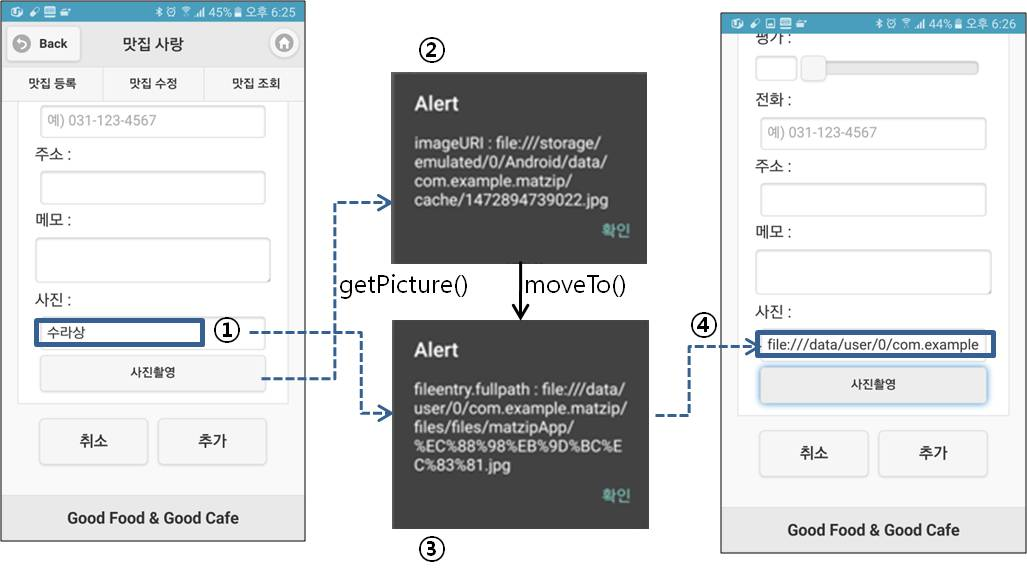 45% 오후 6:25
Back
맛집 사랑
맛집 등록
맛집 수정
맛집 조회
예) 031-123-4567
주소 :
메모 :
사진 :
수라상
①
사진촬영
취소
추가
Good Food & Good Cafe
②
Alert
imageURI : file:///storage/
emulated/0/Android/data/
com.example.matzip/
cache/1472894739022.jpg
확인
getPicture()
moveTo()
Alert
fileentry.fullpath : file:///data/
user/0/com.example.matzip/
files/files/matzipApp/
%EC%88%98%EB%9D%BC%E
C%83%81.jpg
확인
③
④
44% 오후 6:26
평가 :
전화 :
예) 031-123-4567
주소 :
메모 :
사진 :
file:///data/user/0/com.example
사진촬영
취소
추가
Good Food & Good Cafe